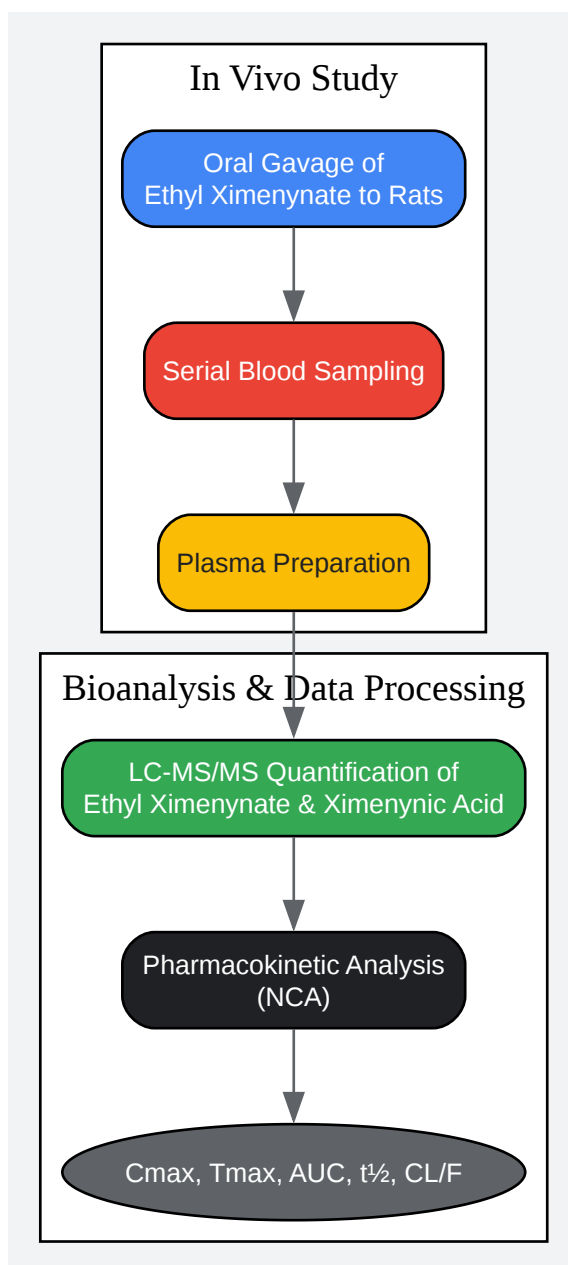 In Vivo Study
Oral Gavage of
Ethyl Ximenynate to Rats
Serial Blood Sampling
Plasma Preparation
Bioanalysis & Data Processing
LC-MS/MS Quantification of
Ethyl Ximenynate & Ximenynic Acid
Pharmacokinetic Analysis
(NCA)
Cmax, Tmax, AUC, t½, CL/F